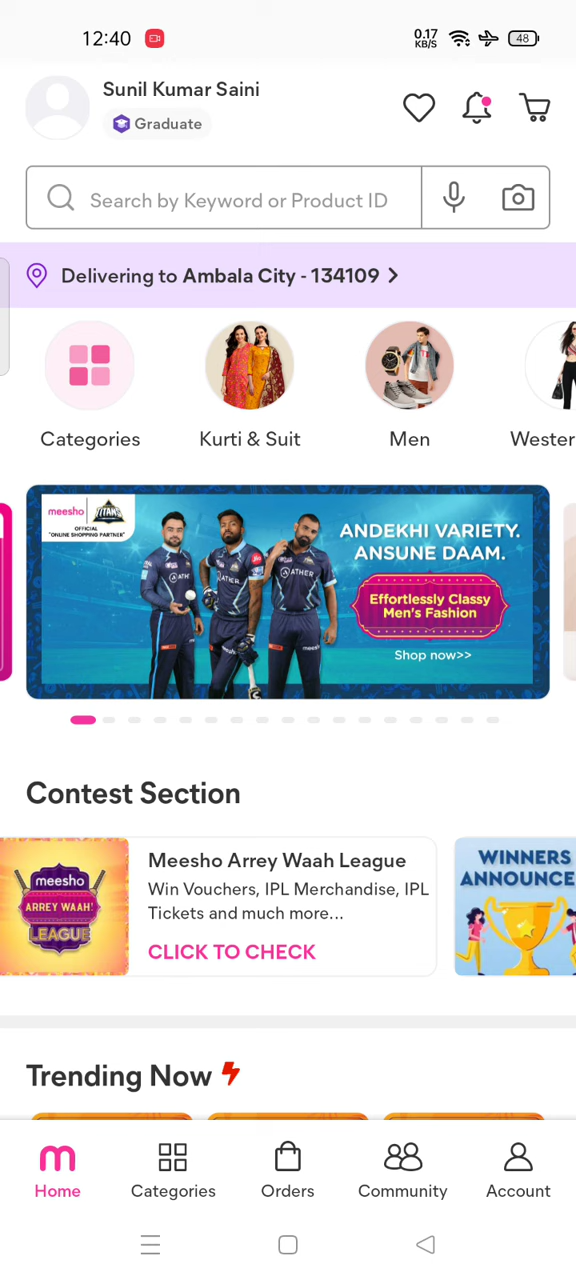 12:40
0.17
KB/S
48
Sunil Kumar Saini
Graduate
Search by Keyword or Product ID
Delivering to Ambala City - 134109
Categories
Kurti & Suit
Men
Wester
meesho
TITANS
OFFICIAL
"ONLINE SHOPPING PARTNER"
ANDEKHI VARIETY.
ANSUNE DAAM.
Effortlessly Classy
Men's Fashion
Shop now>>
ATHER
ATHER
Contest Section
meesho
ARREY WAAH!
LEAGUE
Meesho Arrey Waah League
Win Vouchers, IPL Merchandise, IPL
Tickets and much more...
CLICK TO CHECK
WINNERS
ANNOUNCE
Trending Now
Home
Categories
Orders
Community
Account